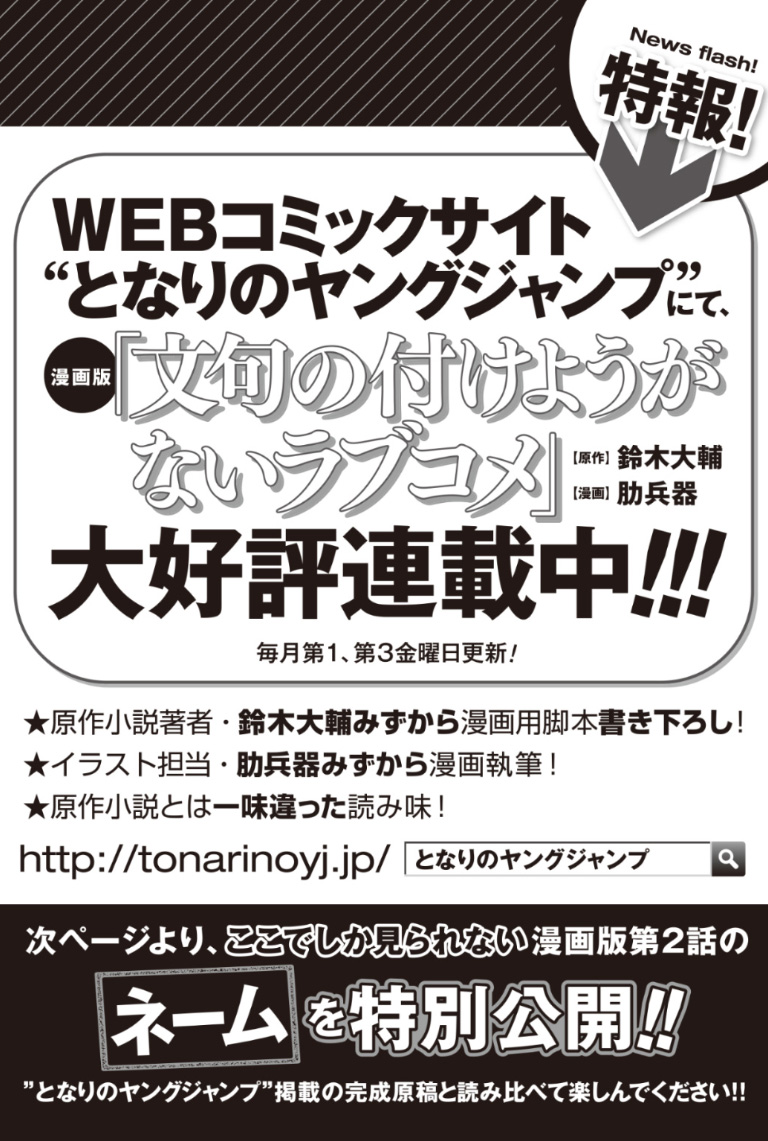 News flash!
特報!
WEBコミックサイト
“となりのヤングジャンプ”にて、
漫画版
「文句の付けようが
ないラブコメ」
【原作】鈴木大輔
【漫画】肋兵器
大好評連載中!!!
毎月第1、第3金曜日更新!
★原作小説著者・鈴木大輔みずから漫画用脚本書き下ろし!
★イラスト担当・肋兵器みずから漫画執筆!
★原作小説とは一味違った読み味!
http://tonarinoyj.jp/ となりのヤングジャンプ
次ページより、ここでしか見られない漫画版第2話の
ネームを特別公開!!
”となりのヤングジャンプ”掲載の完成原稿と読み比べて楽しんでください!!